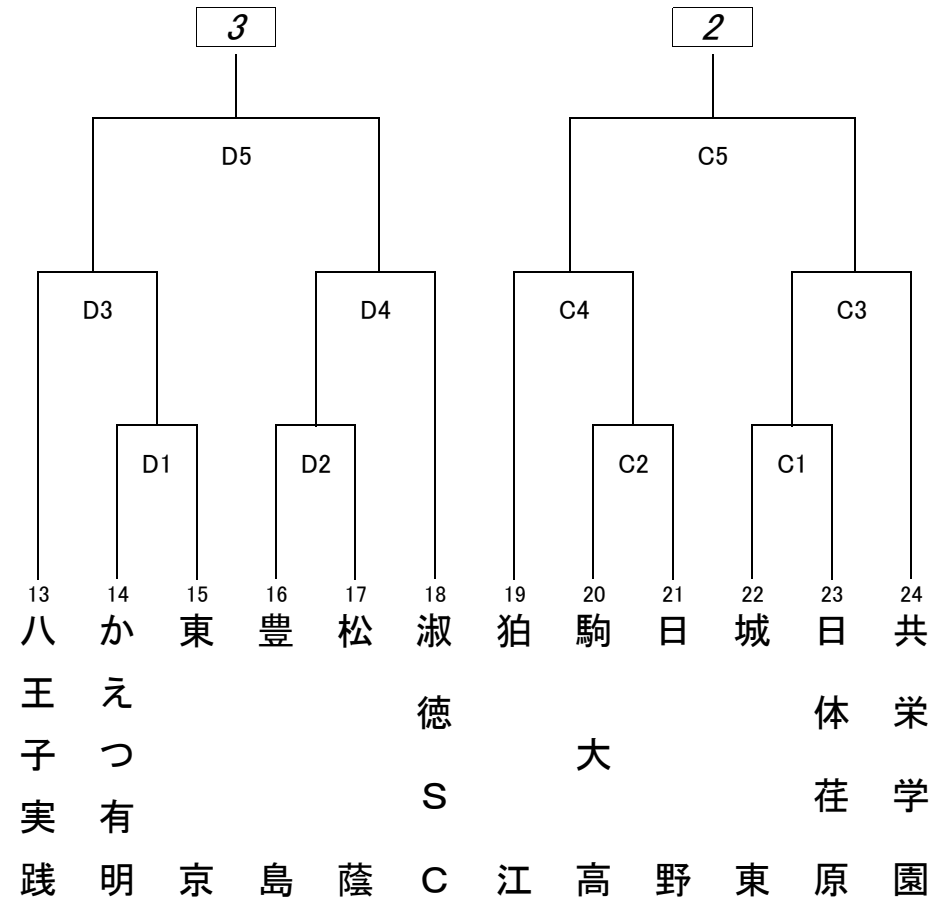 3
2
D5
C5
D3
D4
C4
C3
D1
D2
C2
C1
13
14
15
16
17
18
19
20
21
22
23
24
八王子実践
かえつ有明
東京
豊島
松蔭
淑徳SC
狛江
駒大高
日野
城東
日体荏原
共栄学園